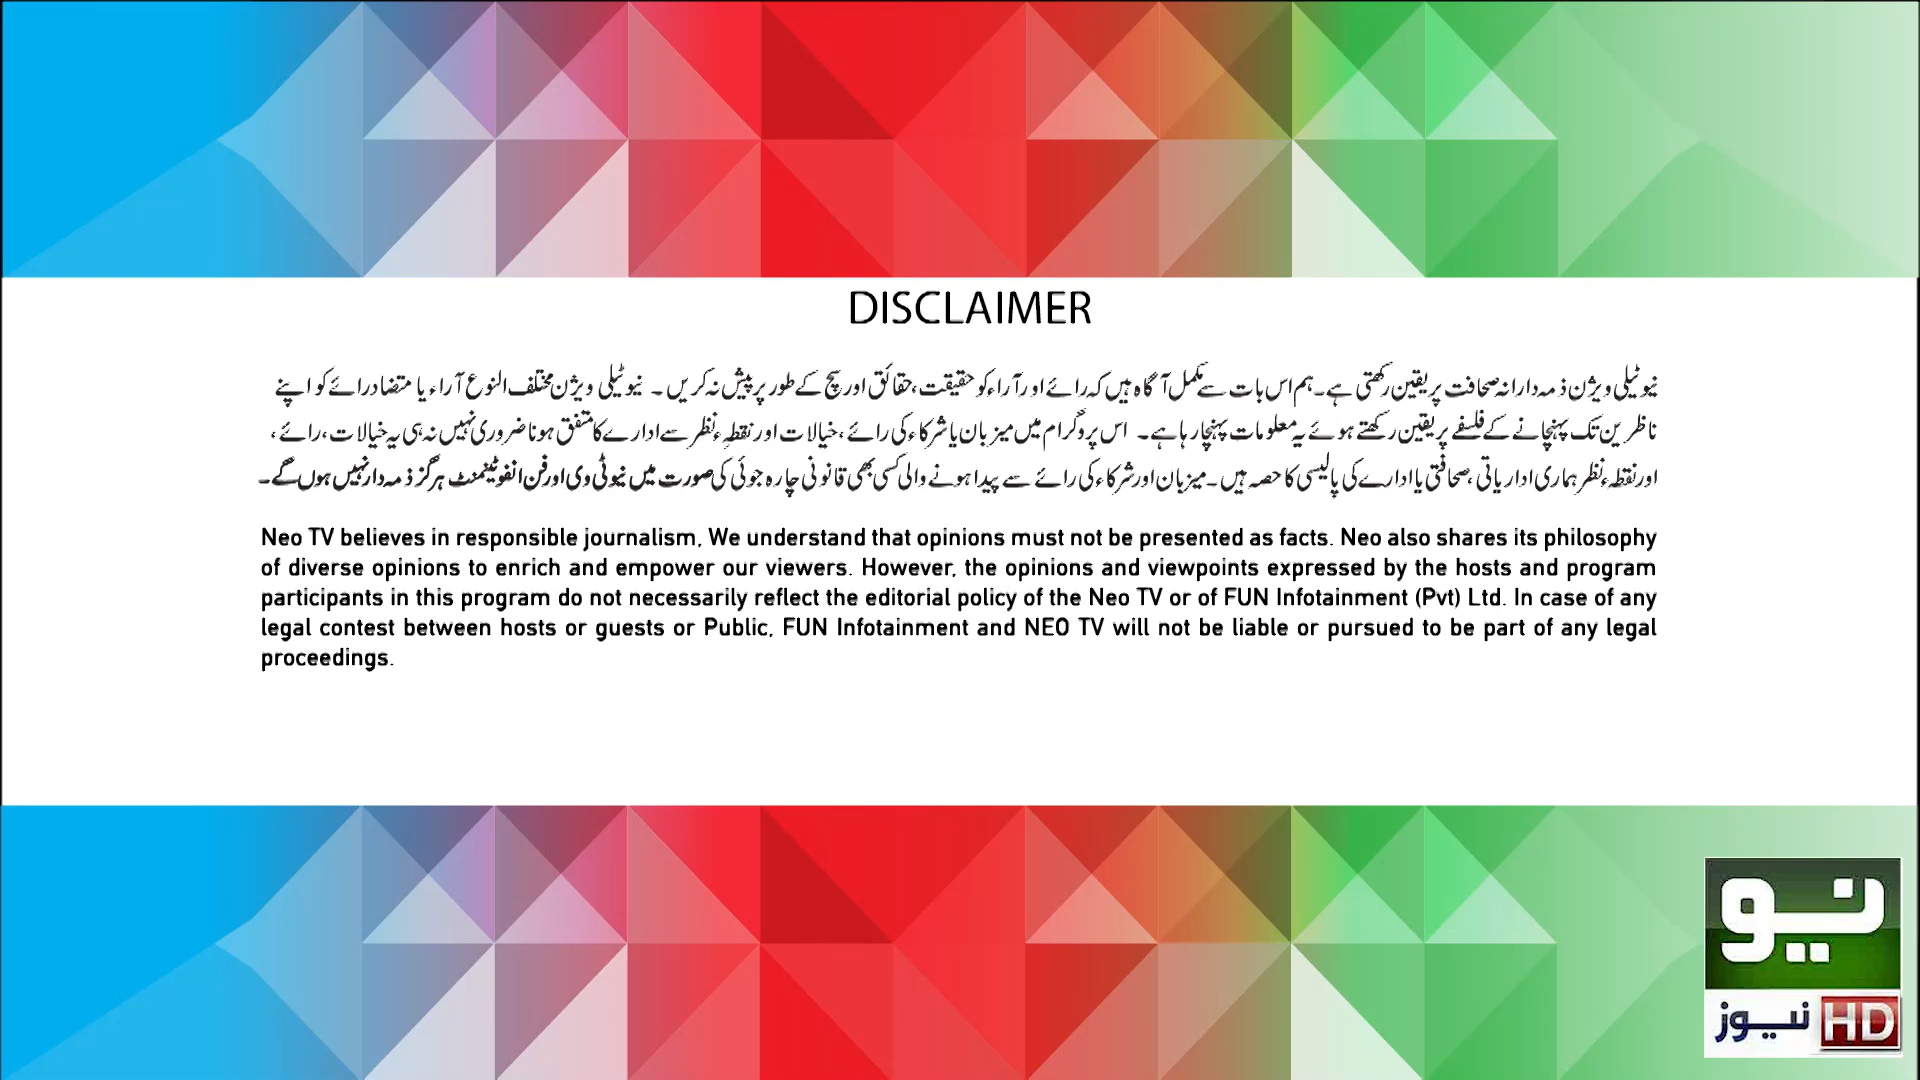 DISCLAIMER
نیو ٹیلی ویژن ذمہ دارانہ صحافت پر یقین رکھتی ہے۔ ہم اس بات سے مکمل آگاہ ہیں کہ رائے اور آراء کو حقیقت، حقائق اور سچ کے طور پر پیش نہ کریں ۔ نیو ٹیلی ویژن مختلف النوع آراء یا متضاد رائے کو اپنے
ناظرین تک پہنچانے کے فلسفے پر یقین رکھتے ہوئے یہ معلومات پہنچا رہا ہے۔ اس پروگرام میں میزبان یا شرکاء کی رائے ، خیالات اور نقطہء نظر سے ادارے کا متفق ہونا ضروری نہیں نہ ہی یہ خیالات ، رائے ،
اور نقطہء نظر ہماری ادارتی ، صحافتی یا ادارے کی پالیسی کا حصہ ہیں ۔ میزبان اور شرکاء کی رائے سے پیدا ہونے والی کسی بھی قانونی چارہ جوئی کی صورت میں نیو ٹی وی اور فن انفوٹینمنٹ ہرگز ذمہ دار نہیں ہوں گے ۔
Neo TV believes in responsible journalism, We understand that opinions must not be presented as facts. Neo also shares its philosophy
of diverse opinions to enrich and empower our viewers. However, the opinions and viewpoints expressed by the hosts and program
participants in this program do not necessarily reflect the editorial policy of the Neo TV or of FUN Infotainment (Pvt) Ltd. In case of any
legal contest between hosts or guests or Public, FUN Infotainment and NEO TV will not be liable or pursued to be part of any legal
proceedings.
نیو
نیوز HD